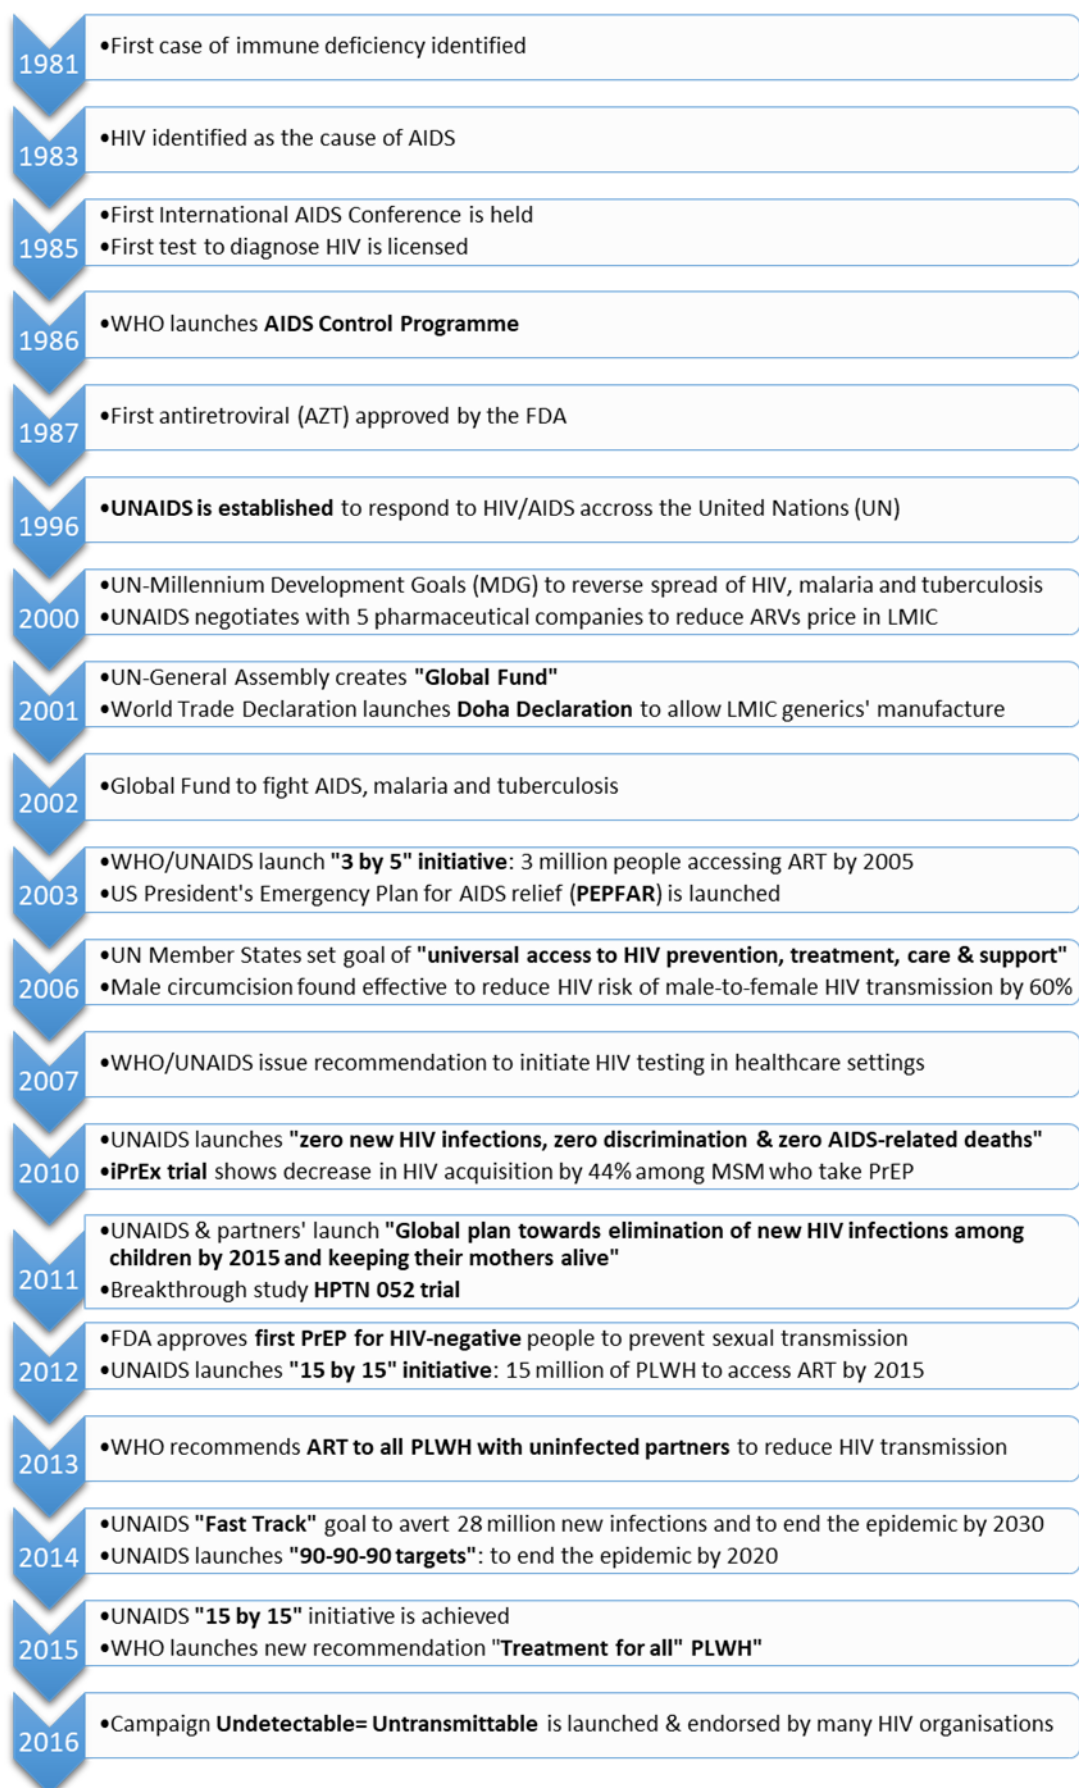 1981
•First case of immune deficiency identified
1983
•HIV identified as the cause of AIDS
1985
•First International AIDS Conference is held
•First test to diagnose HIV is licensed
1986
•WHO launches AIDS Control Programme
1987
•First antiretroviral (AZT) approved by the FDA
1996
•UNAIDS is established to respond to HIV/AIDS accross the United Nations (UN)
2000
•UN-Millennium Development Goals (MDG) to reverse spread of HIV, malaria and tuberculosis
•UNAIDS negotiates with 5 pharmaceutical companies to reduce ARVs price in LMIC
2001
•UN-General Assembly creates "Global Fund"
•World Trade Declaration launches Doha Declaration to allow LMIC generics' manufacture
2002
•Global Fund to fight AIDS, malaria and tuberculosis
2003
•WHO/UNAIDS launch "3 by 5" initiative: 3 million people accessing ART by 2005
•US President's Emergency Plan for AIDS relief (PEPFAR) is launched
2006
•UN Member States set goal of "universal access to HIV prevention, treatment, care & support"
•Male circumcision found effective to reduce HIV risk of male-to-female HIV transmission by 60%
2007
•WHO/UNAIDS issue recommendation to initiate HIV testing in healthcare settings
2010
•UNAIDS launches "zero new HIV infections, zero discrimination & zero AIDS-related deaths"
•iPrEx trial shows decrease in HIV acquisition by 44% among MSM who take PrEP
2011
•UNAIDS & partners' launch "Global plan towards elimination of new HIV infections among
children by 2015 and keeping their mothers alive"
•Breakthrough study HPTN 052 trial
2012
•FDA approves first PrEP for HIV-negative people to prevent sexual transmission
•UNAIDS launches "15 by 15" initiative: 15 million of PLWH to access ART by 2015
2013
•WHO recommends ART to all PLWH with uninfected partners to reduce HIV transmission
2014
•UNAIDS "Fast Track" goal to avert 28 million new infections and to end the epidemic by 2030
•UNAIDS launches "90-90-90 targets": to end the epidemic by 2020
2015
•UNAIDS "15 by 15" initiative is achieved
•WHO launches new recommendation "Treatment for all" PLWH"
2016
•Campaign Undetectable= Untransmittable is launched & endorsed by many HIV organisations